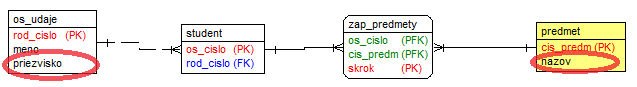 os_udaje
rod_cislo (PK)
meno
priezvisko
student
os_cislo (PK)
rod_cislo (FK)
zap_predmety
os_cislo (PFK)
cis_predm (PFK)
skrok (PK)
predmet
cis_predm (PK)
nazov